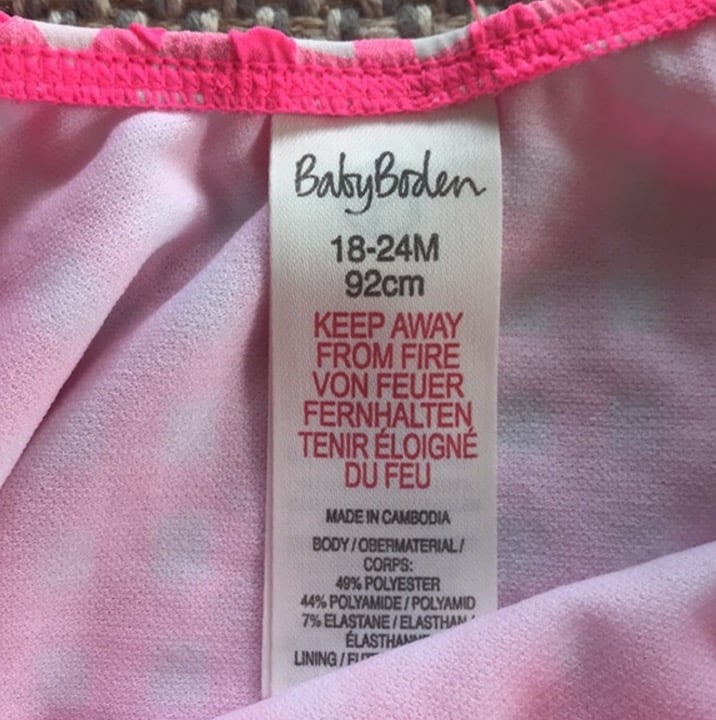 BabyBoden
18-24M
92cm
KEEP AWAY
FROM FIRE
VON FEUER
FERNHALTEN
TENIR ÉLOIGNÉ
DU FEU
MADE IN CAMBODIA
BODY / OBERMATERIAL /
CORPS:
49% POLYESTER
44% POLYAMIDE / POLYAMID
7% ELASTANE / ELASTHAN /
ÉLASTHANNE
LINING /